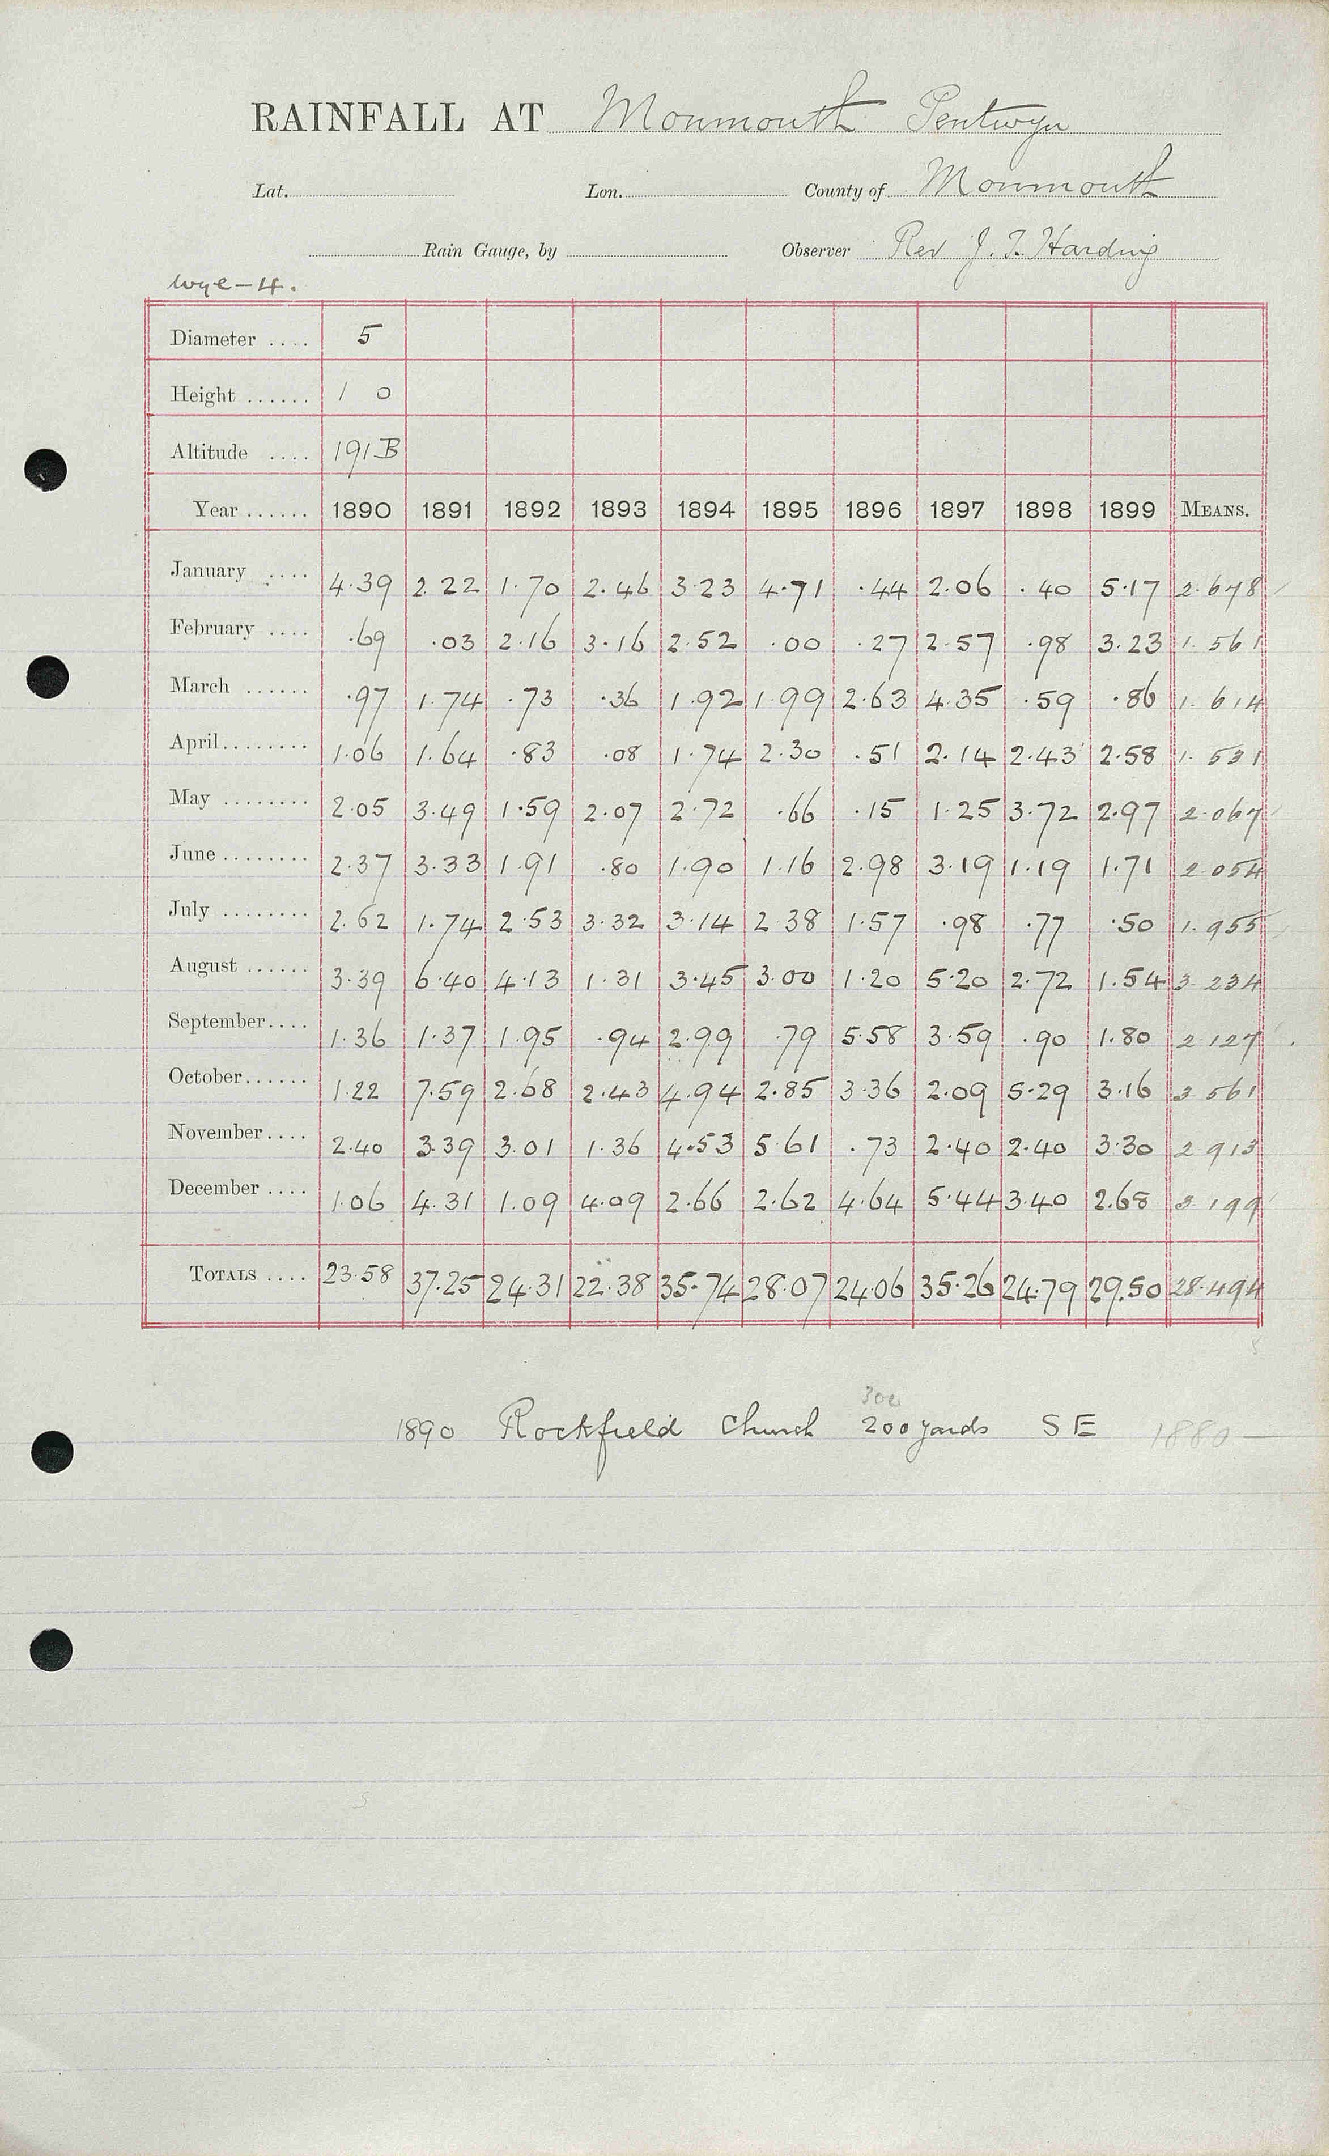 RAINFALL AT Monmouth Pentwyn
Lat. Lon. County of Monmouth
Rain Gauge, by Observer Rev J. T. Harding
Wye-4.
Diameter .... 5
Height ...... 1 0
Altitude .... 191 B
Year ...... 1890 1891 1892 1893 1894 1895 1896 1897 1898 1899 MEANS.
January .... 4.39 2.22 1.70 2.46 3.23 4.71 .44 2.06 .40 5.17 2.678
February .... .69 .03 2.16 3.16 2.52 .00 .27 2.57 .98 3.23 1.561
March ...... .97 1.74 .73 .36 1.92 1.99 2.63 4.35 .59 .86 1.614
April........ 1.06 1.64 .83 .08 1.74 2.30 .51 2.14 2.43 2.58 1.531
May ........ 2.05 3.49 1.59 2.07 2.72 .66 .15 1.25 3.72 2.97 2.067
June........ 2.37 3.33 1.91 .80 1.90 1.16 2.98 3.19 1.19 1.71 2.054
July ........ 2.62 1.74 2.53 3.32 3.14 2.38 1.57 .98 .77 .50 1.955
August ...... 3.39 6.40 4.13 1.31 3.45 3.00 1.20 5.20 2.72 1.54 3.234
September.... 1.36 1.37 1.95 .94 2.99 .79 5.58 3.59 .90 1.80 2.127
October...... 1.22 7.59 2.68 2.43 4.94 2.85 3.36 2.09 5.29 3.16 3.561
November.... 2.40 3.39 3.01 1.36 4.53 5.61 .73 2.40 2.40 3.30 2.913
December .... 1.06 4.31 1.09 4.09 2.66 2.62 4.64 5.44 3.40 2.68 3.199
TOTALS .... 23.58 37.25 24.31 22.38 35.74 28.07 24.06 35.26 24.79 29.50 28.494
300
1890 Rockfield Church 200 yards SE 1880 —